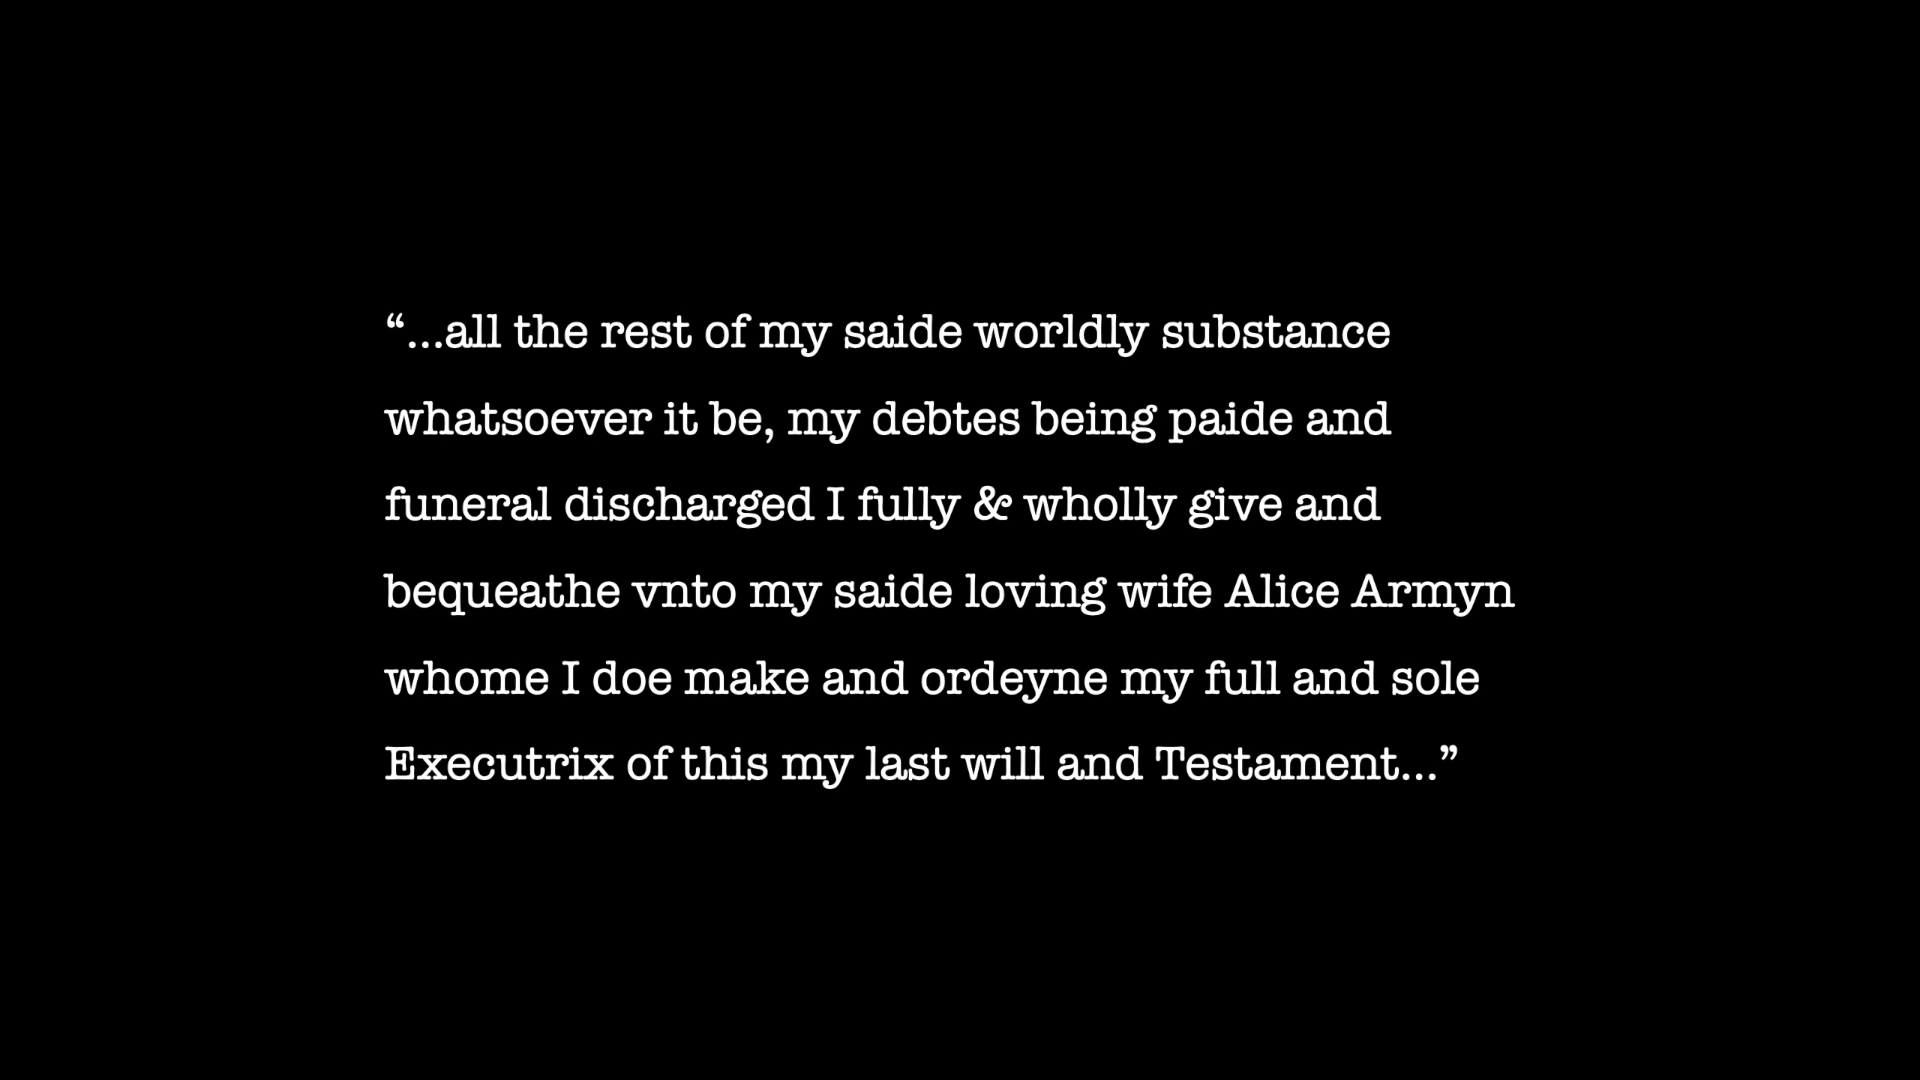 “...all the rest of my saide worldly substance
whatsoever it be, my debtes being paide and
funeral discharged I fully & wholly give and
bequeathe vnto my saide loving wife Alice Armyn
whome I doe make and ordeyne my full and sole
Executrix of this my last will and Testament...”